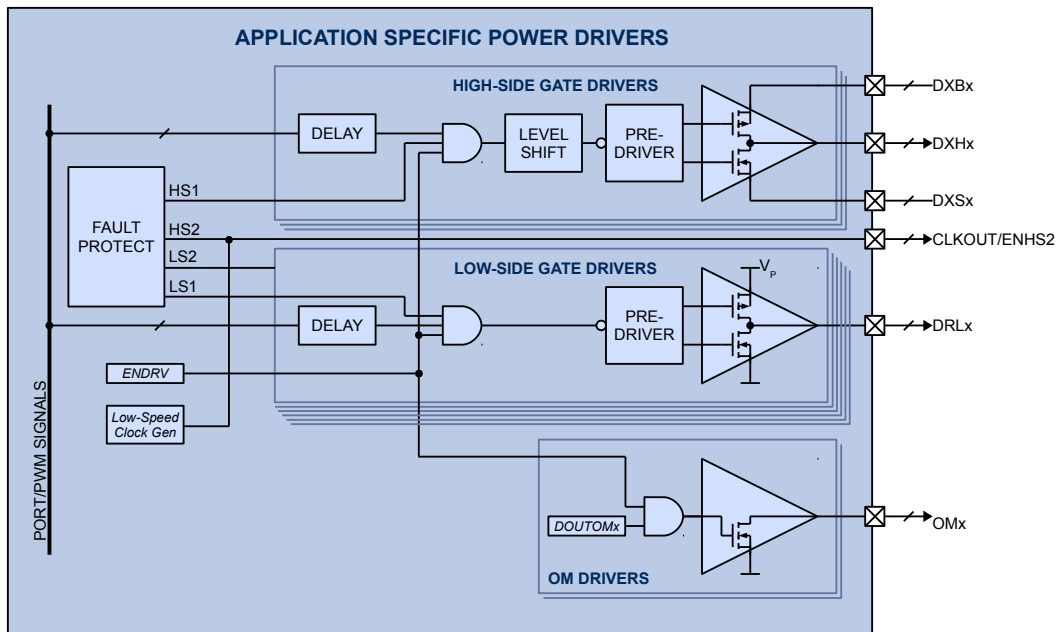 APPLICATION SPECIFIC POWER DRIVERS
HIGH-SIDE GATE DRIVERS
DXBx
DELAY
LEVEL
SHIFT
PRE-
DRIVER
DXHx
HS1
DXSx
FAULT
PROTECT
HS2
CLKOUT/ENHS2
LS2
LOW-SIDE GATE DRIVERS
VP
LS1
DELAY
PRE-
DRIVER
DRLx
ENDRV
Low-Speed
Clock Gen
PORT/PWM SIGNALS
DOUTOMx
OMx
OM DRIVERS